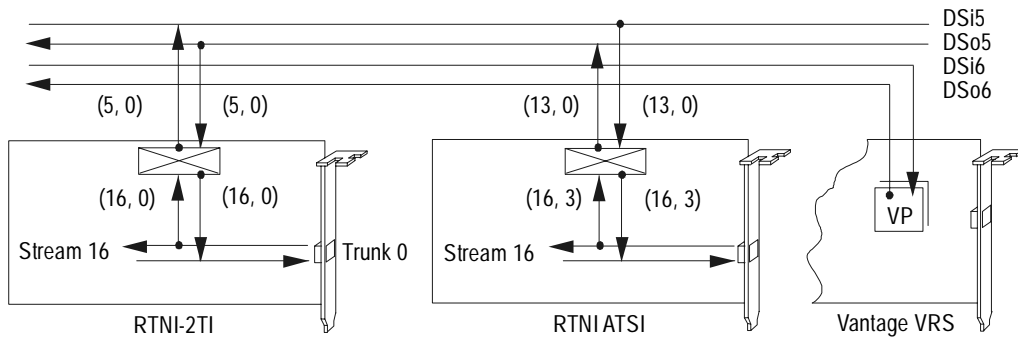 DSi5
DSo5
DSi6
DSo6
(5, 0) (5, 0) (13, 0) (13, 0)
(16, 0) (16, 0) (16, 3) (16, 3)
VP
Stream 16 Trunk 0 Stream 16
RTNI-2TI RTNI ATSI Vantage VRS